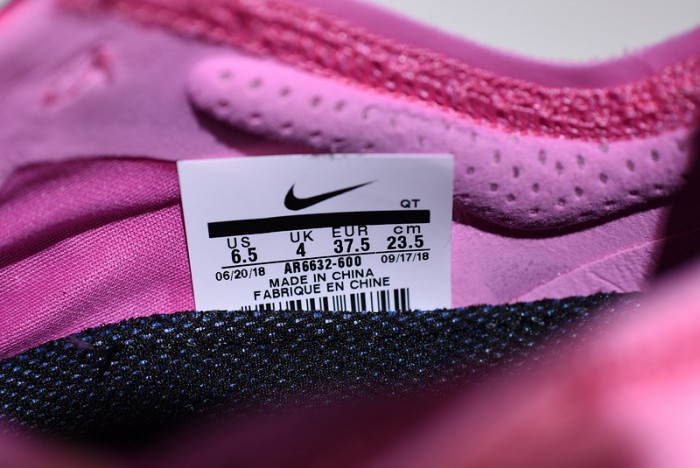 QT
US UK EUR cm
6.5 4 37.5 23.5
06/20/18 AR6632-600 09/17/18
MADE IN CHINA
FABRIQUE EN CHINE